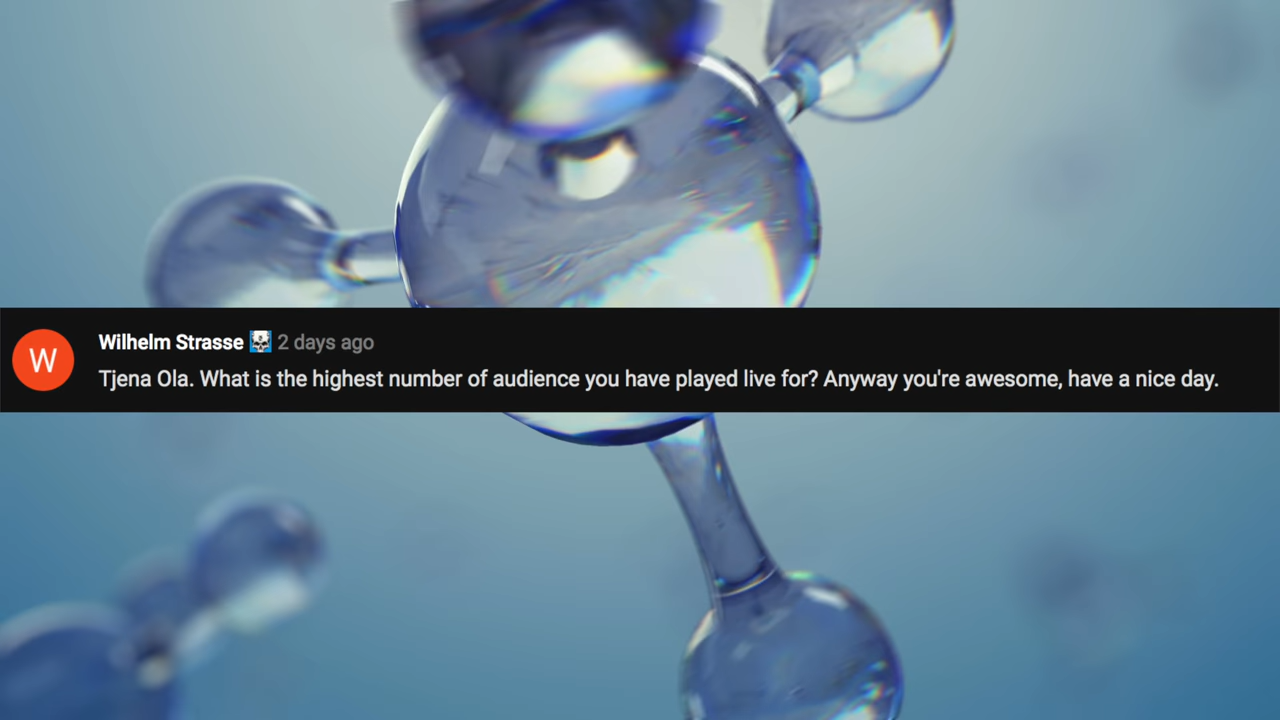 W
Wilhelm Strasse 2 days ago
Tjena Ola. What is the highest number of audience you have played live for? Anyway you're awesome, have a nice day.